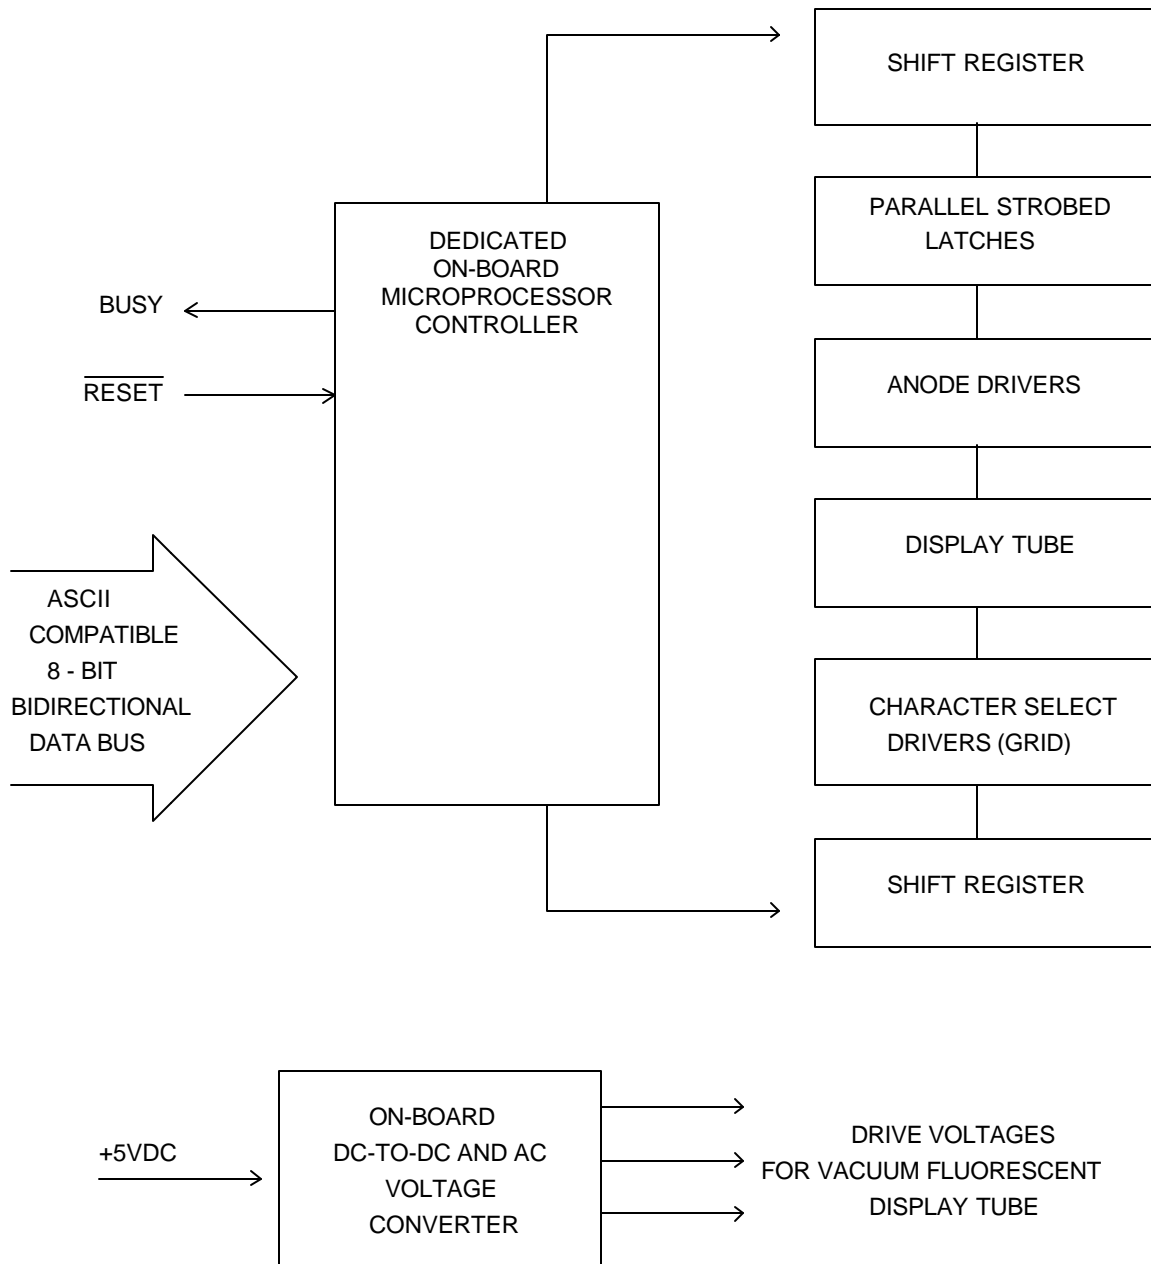 SHIFT REGISTER
PARALLEL STROBED
LATCHES
DEDICATED
ON-BOARD
MICROPROCESSOR
CONTROLLER
BUSY
RESET
ANODE DRIVERS
DISPLAY TUBE
ASCII
COMPATIBLE
8 - BIT
BIDIRECTIONAL
DATA BUS
CHARACTER SELECT
DRIVERS (GRID)
SHIFT REGISTER
+5VDC
ON-BOARD
DC-TO-DC AND AC
VOLTAGE
CONVERTER
DRIVE VOLTAGES
FOR VACUUM FLUORESCENT
DISPLAY TUBE